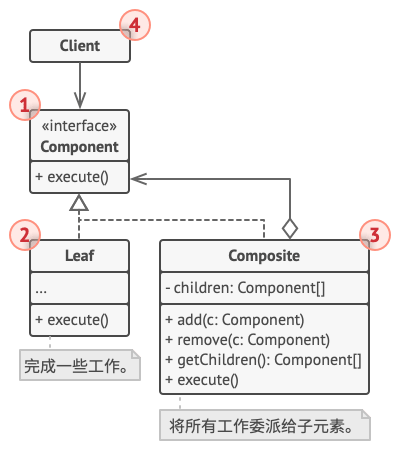 4
Client
1
«interface»
Component
+ execute()
2
Leaf
...
+ execute()
完成一些工作。
3
Composite
- children: Component[]
+ add(c: Component)
+ remove(c: Component)
+ getChildren(): Component[]
+ execute()
将所有工作委派给子元素。